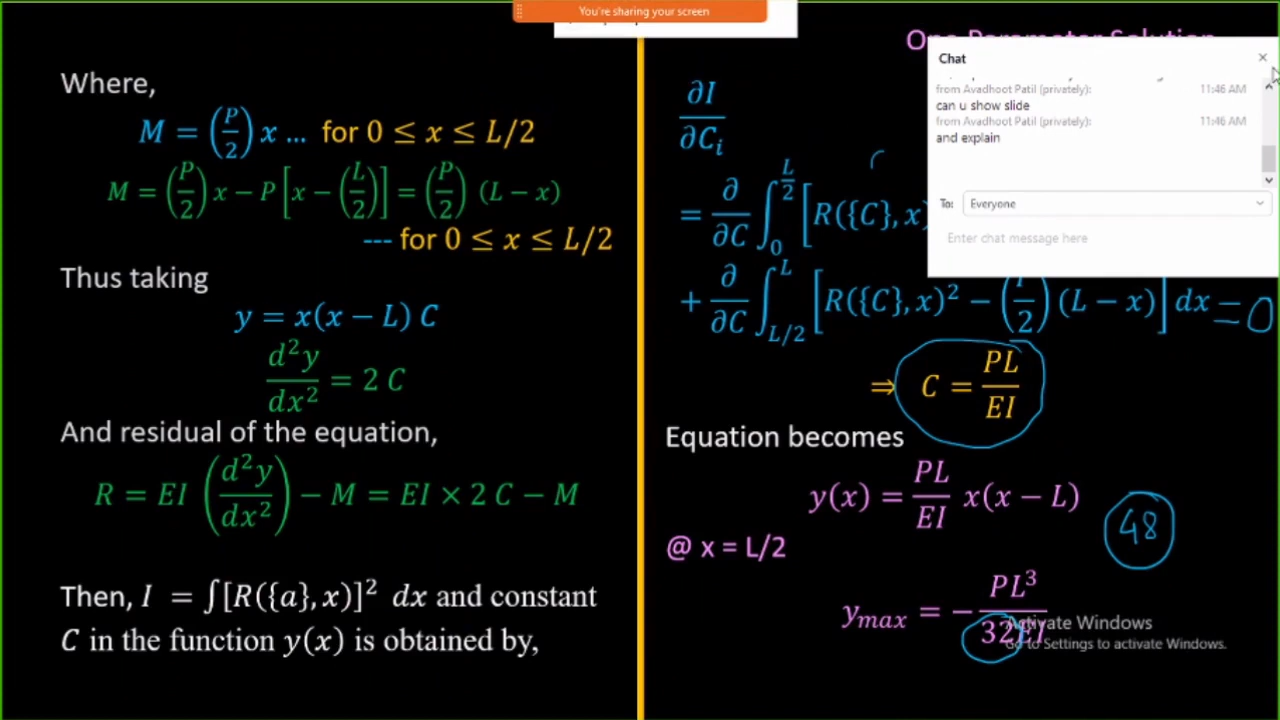 You're sharing your screen
Where,
M = (P/2) x ... for 0 ≤ x ≤ L/2
M = (P/2) x − P [x − (L/2)] = (P/2) (L − x)
--- for 0 ≤ x ≤ L/2
Thus taking
y = x(x − L) C
d²y/dx² = 2 C
And residual of the equation,
R = EI (d²y/dx²) − M = EI × 2 C − M
Then, I = ∫[R({a}, x)]² dx and constant
C in the function y(x) is obtained by,
One Parameter Solution
∂I/∂Cᵢ
= ∂/∂C ∫₀^(L/2) [R({C}, x)
+ ∂/∂C ∫_(L/2)^L [R({C}, x)² − (P/2) (L − x)] dx = 0
⇒ C = PL/EI
Equation becomes
y(x) = PL/EI x(x − L)
48
@ x = L/2
y_max = − PL³/32EI
Chat
from Avadhoot Patil (privately): 11:46 AM
can u show slide
from Avadhoot Patil (privately): 11:46 AM
and explain
To: Everyone
Enter chat message here
Activate Windows
Go to Settings to activate Windows.